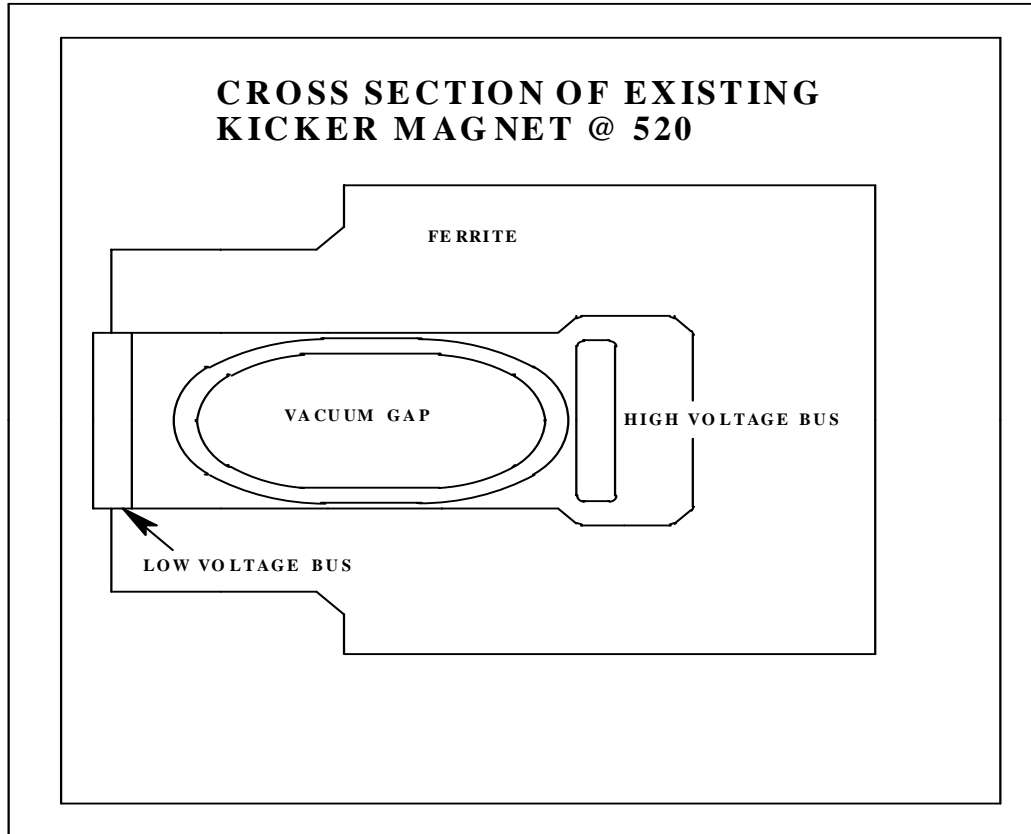 CROSS SECTION OF EXISTING
KICKER MAGNET @ 520
FERRITE
VACUUM GAP
HIGH VOLTAGE BUS
LOW VOLTAGE BUS